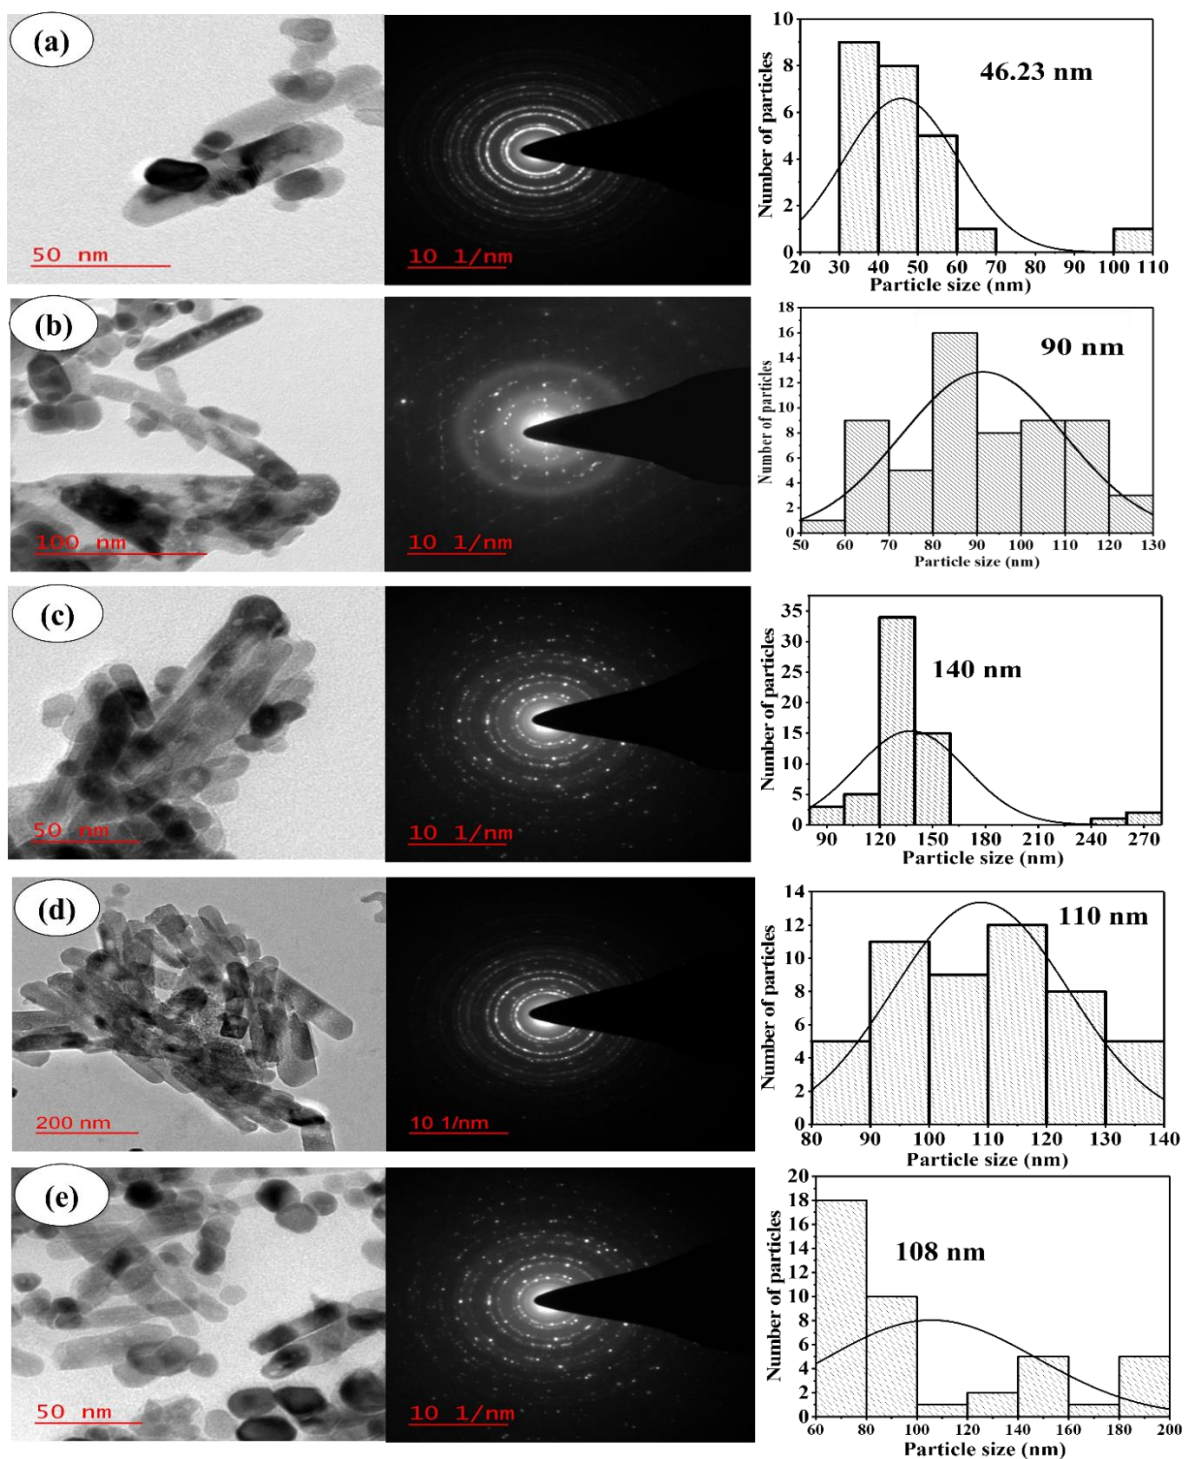 (a)
50 nm
10 1/nm
10
8
6
4
2
0
Number of particles
46.23 nm
20 30 40 50 60 70 80 90 100 110
Particle size (nm)
(b)
100 nm
10 1/nm
18
16
14
12
10
8
6
4
2
0
Number of particles
90 nm
50 60 70 80 90 100 110 120 130
Particle size (nm)
(c)
50 nm
10 1/nm
35
30
25
20
15
10
5
0
Number of particles
140 nm
90 120 150 180 210 240 270
Particle size (nm)
(d)
200 nm
10 1/nm
14
12
10
8
6
4
2
0
Number of particles
110 nm
80 90 100 110 120 130 140
Particle size (nm)
(e)
50 nm
10 1/nm
20
18
16
14
12
10
8
6
4
2
0
Number of particles
108 nm
60 80 100 120 140 160 180 200
Particle size (nm)